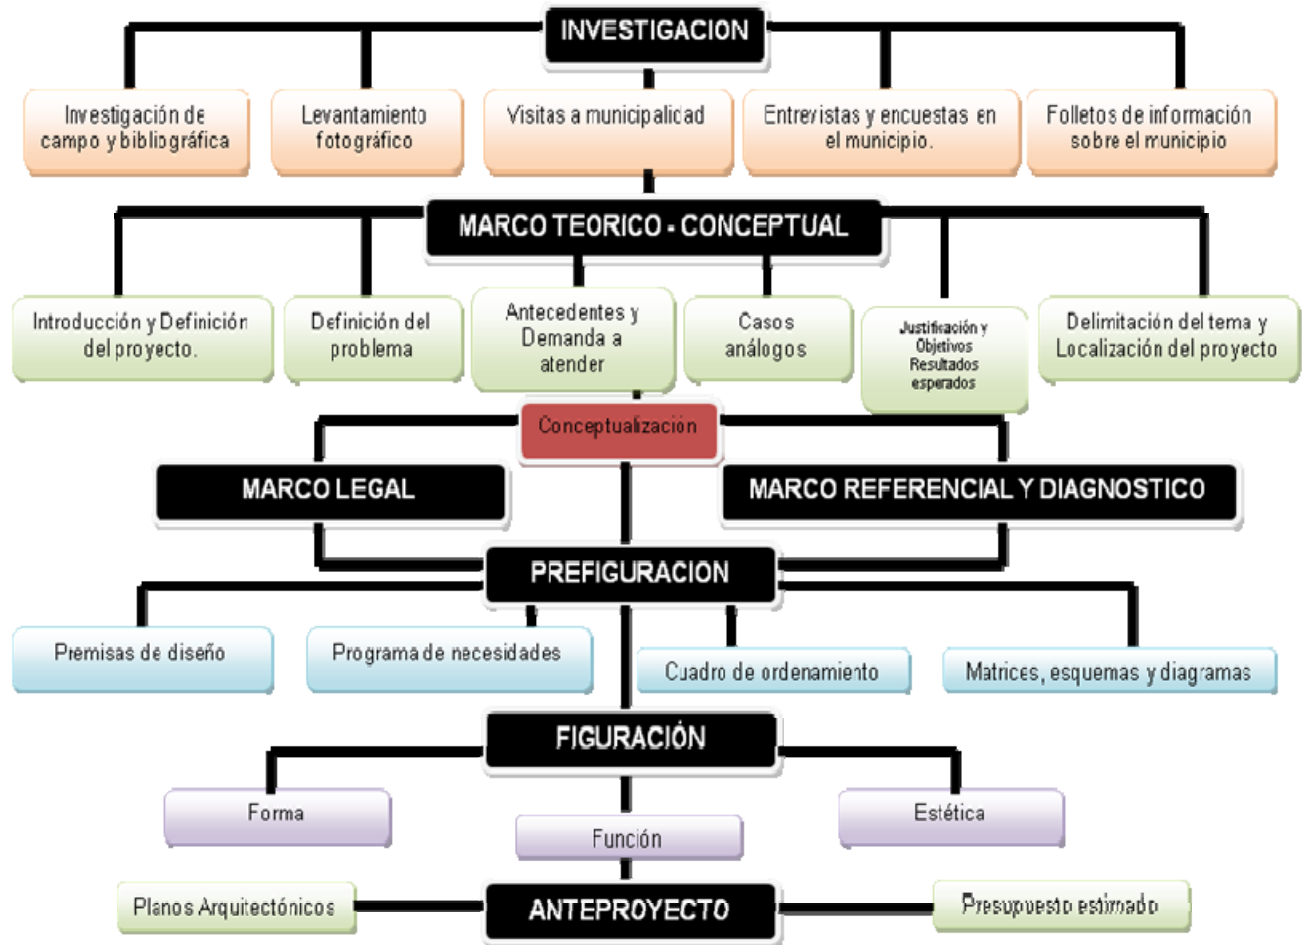 INVESTIGACION
Investigación de
campo y bibliográfica
Levantamiento
fotográfico
Visitas a municipalidad
Entrevistas y encuestas en
el municipio.
Folletos de información
sobre el municipio
MARCO TEORICO - CONCEPTUAL
Introducción y Definición
del proyecto.
Definición del
problema
Antecedentes y
Demanda a
atender
Casos
análogos
Justificación y
Objetivos
Resultados
esperados
Delimitación del tema y
Localización del proyecto
Conceptualización
MARCO LEGAL
MARCO REFERENCIAL Y DIAGNOSTICO
PREFIGURACION
Premisas de diseño
Programa de necesidades
Cuadro de ordenamiento
Matrices, esquemas y diagramas
FIGURACIÓN
Forma
Función
Estética
Planos Arquitectónicos
ANTEPROYECTO
Presupuesto estimado